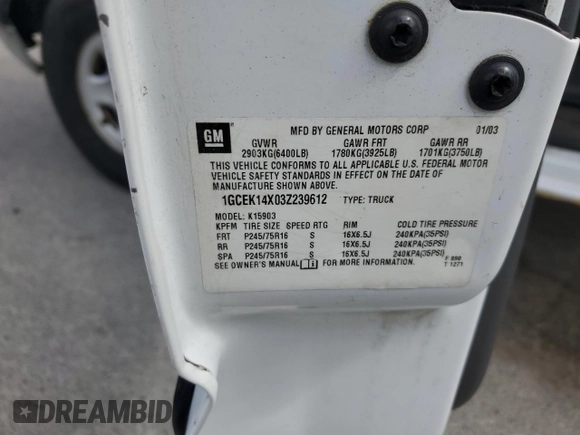 GM
MFD BY GENERAL MOTORS CORP 01/03
GVWR GAWR FRT GAWR RR
2903KG(6400LB) 1780KG(3925LB) 1701KG(3750LB)
THIS VEHICLE CONFORMS TO ALL APPLICABLE U.S. FEDERAL MOTOR
VEHICLE SAFETY STANDARDS IN EFFECT ON THE DATE OF
MANUFACTURE SHOWN ABOVE.
1GCEK14X03Z239612 TYPE: TRUCK
MODEL: K15903
KPFM TIRE SIZE SPEED RTG RIM COLD TIRE PRESSURE
FRT P245/75R16 S 16X6.5J 240KPA(35PSI)
RR P245/75R16 S 16X6.5J 240KPA(35PSI)
SPA P245/75R16 S 16X6.5J 240KPA(35PSI)
SEE OWNER'S MANUAL FOR MORE INFORMATION.
F 898
T 1271
DREAMBID